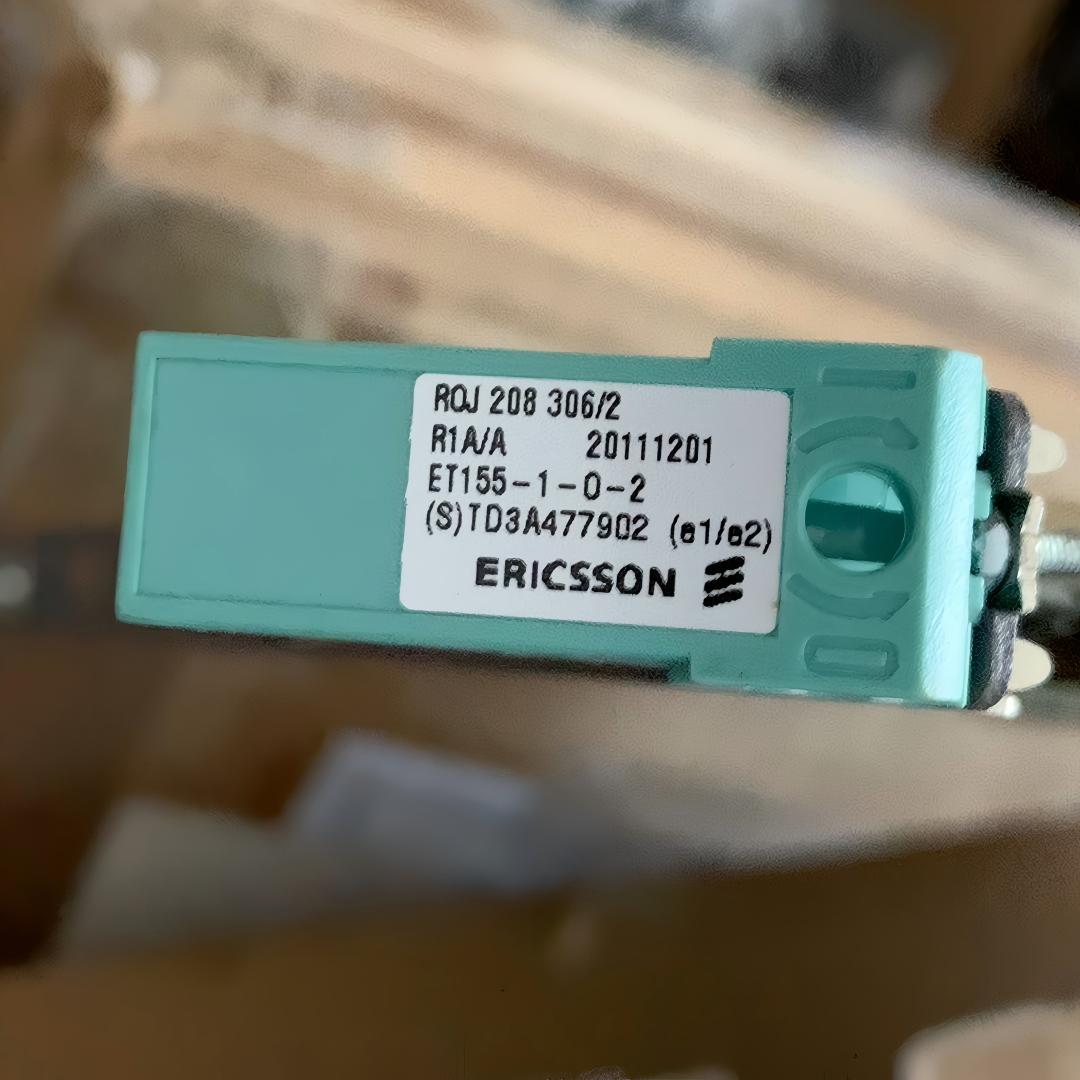 ROJ 208 306/2
R1A/A 20111201
ET155-1-0-2
(S)TD3A477902 (e1/e2)
ERICSSON